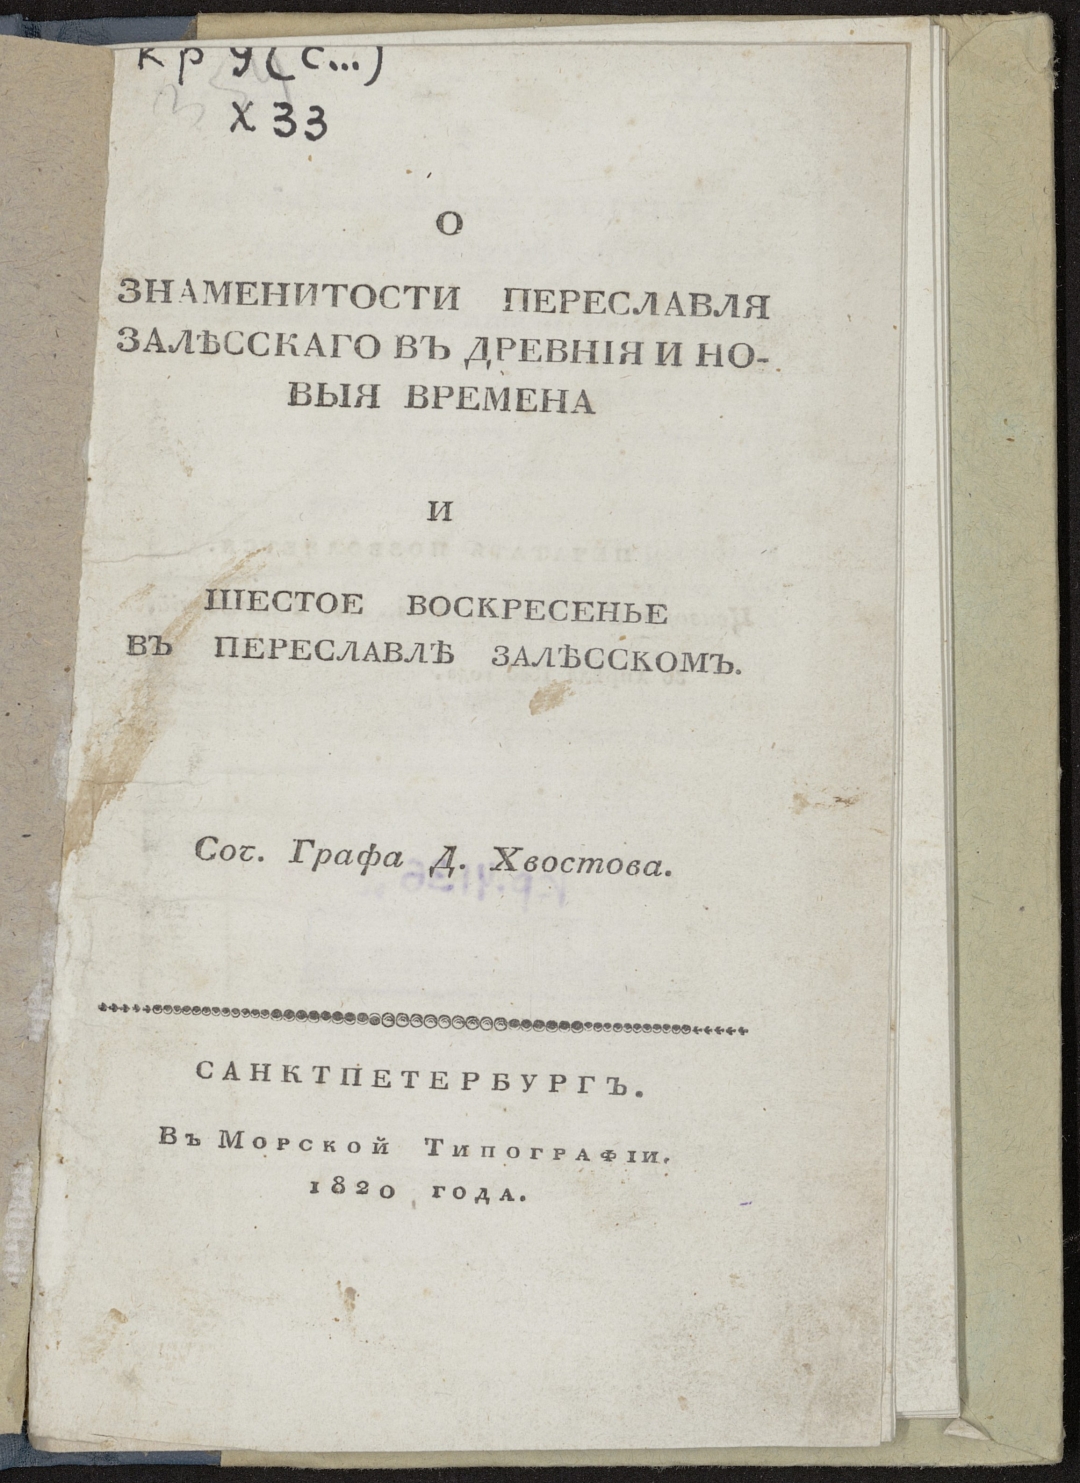 кр у (с...)
х 33
О
ЗНАМЕНИТОСТИ ПЕРЕСЛАВЛЯ
ЗАЛѢССКАГО ВЪ ДРЕВНІЯ И НО-
ВЫЯ ВРЕМЕНА
И
ШЕСТОЕ ВОСКРЕСЕНЬЕ
ВЪ ПЕРЕСЛАВЛѢ ЗАЛѢССКОМЪ.
Соч. Графа Д. Хвостова.
САНКТПЕТЕРБУРГЪ.
Въ Морской Типографіи.
1820 года.